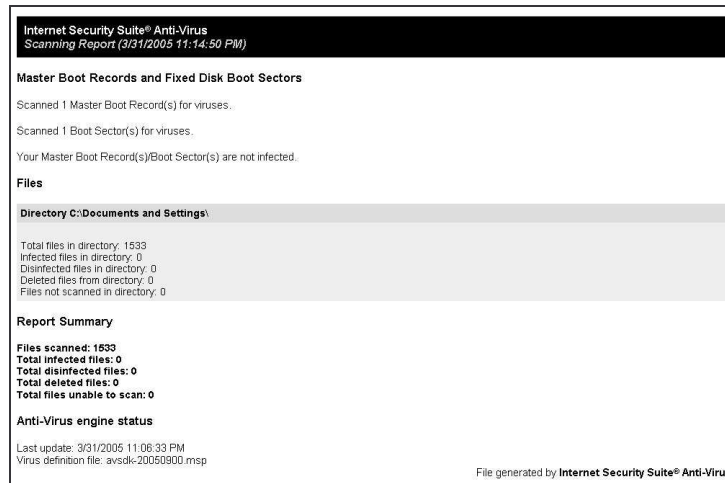 Internet Security Suite® Anti-Virus
Scanning Report (3/31/2005 11:14:50 PM)
Master Boot Records and Fixed Disk Boot Sectors
Scanned 1 Master Boot Record(s) for viruses.
Scanned 1 Boot Sector(s) for viruses.
Your Master Boot Record(s)/Boot Sector(s) are not infected.
Files
Directory C:\Documents and Settings\
Total files in directory: 1533
Infected files in directory: 0
Disinfected files in directory: 0
Deleted files from directory: 0
Files not scanned in directory: 0
Report Summary
Files scanned: 1533
Total infected files: 0
Total disinfected files: 0
Total deleted files: 0
Total files unable to scan: 0
Anti-Virus engine status
Last update: 3/31/2005 11:06:33 PM
Virus definition file: avsdk-20050900.msp
File generated by Internet Security Suite® Anti-Viru